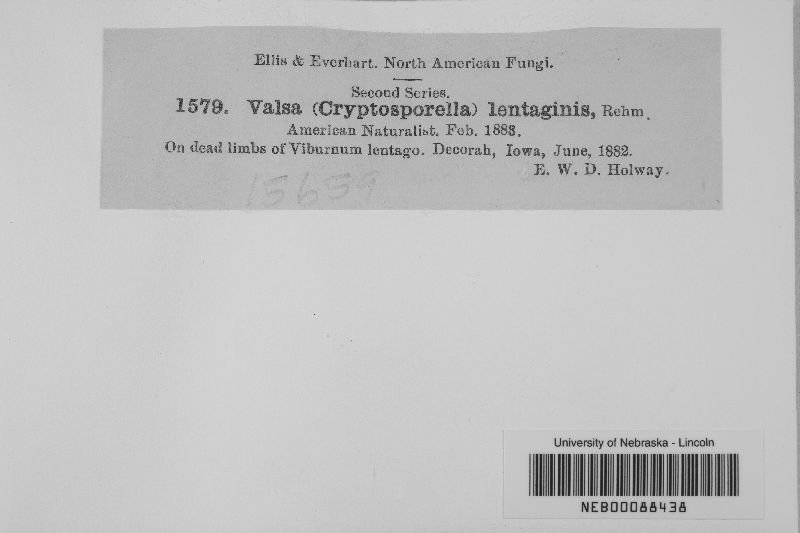 Ellis & Everhart. North American Fungi.
Second Series.
1579. Valsa (Cryptosporella) lentaginis, Rehm.
American Naturalist. Feb. 1883.
On dead limbs of Viburnum lentago. Decorah, Iowa, June, 1882.
E. W. D. Holway.
15659
University of Nebraska - Lincoln
NEB00088438